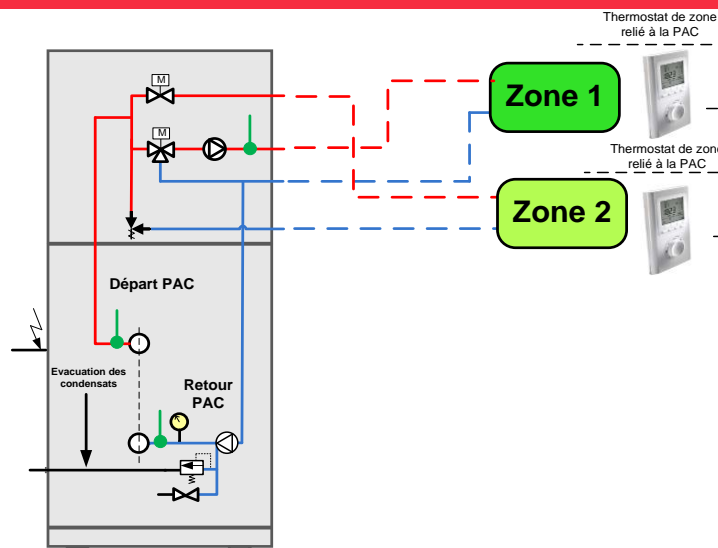 Thermostat de zone
relié à la PAC
M
Zone 1
M
Thermostat de zone
relié à la PAC
Zone 2
Départ PAC
Evacuation des
condensats
Retour
PAC